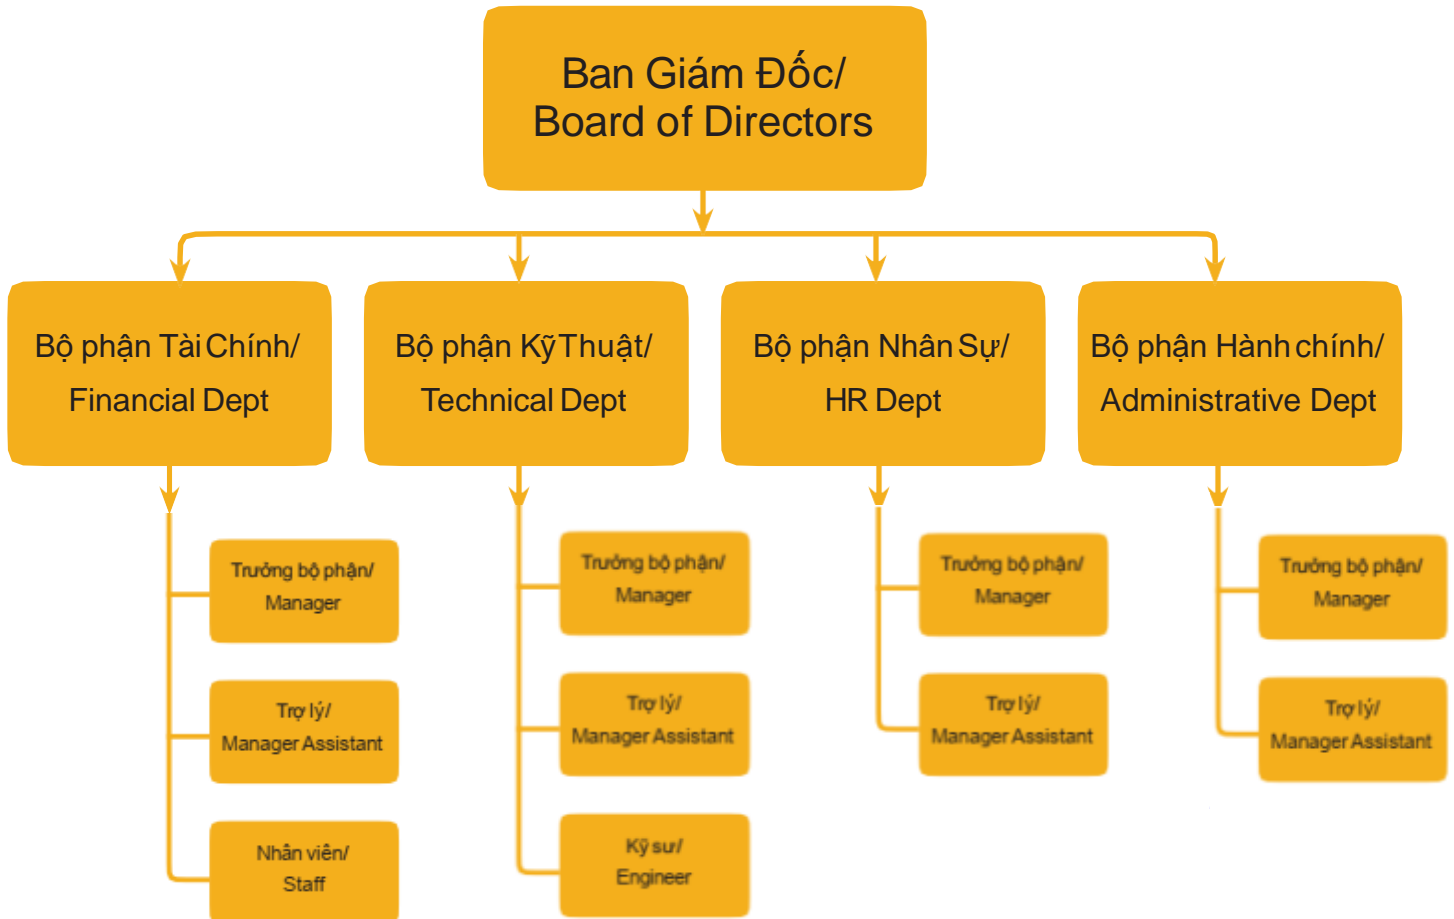 Ban Giám Đốc/
Board of Directors
Bộ phận Tài Chính/
Financial Dept
Bộ phận Kỹ Thuật/
Technical Dept
Bộ phận Nhân Sự/
HR Dept
Bộ phận Hành chính/
Administrative Dept
Trưởng bộ phận/
Manager
Trợ lý/
Manager Assistant
Nhân viên/
Staff
Trưởng bộ phận/
Manager
Trợ lý/
Manager Assistant
Kỹ sư/
Engineer
Trưởng bộ phận/
Manager
Trợ lý/
Manager Assistant
Trưởng bộ phận/
Manager
Trợ lý/
Manager Assistant